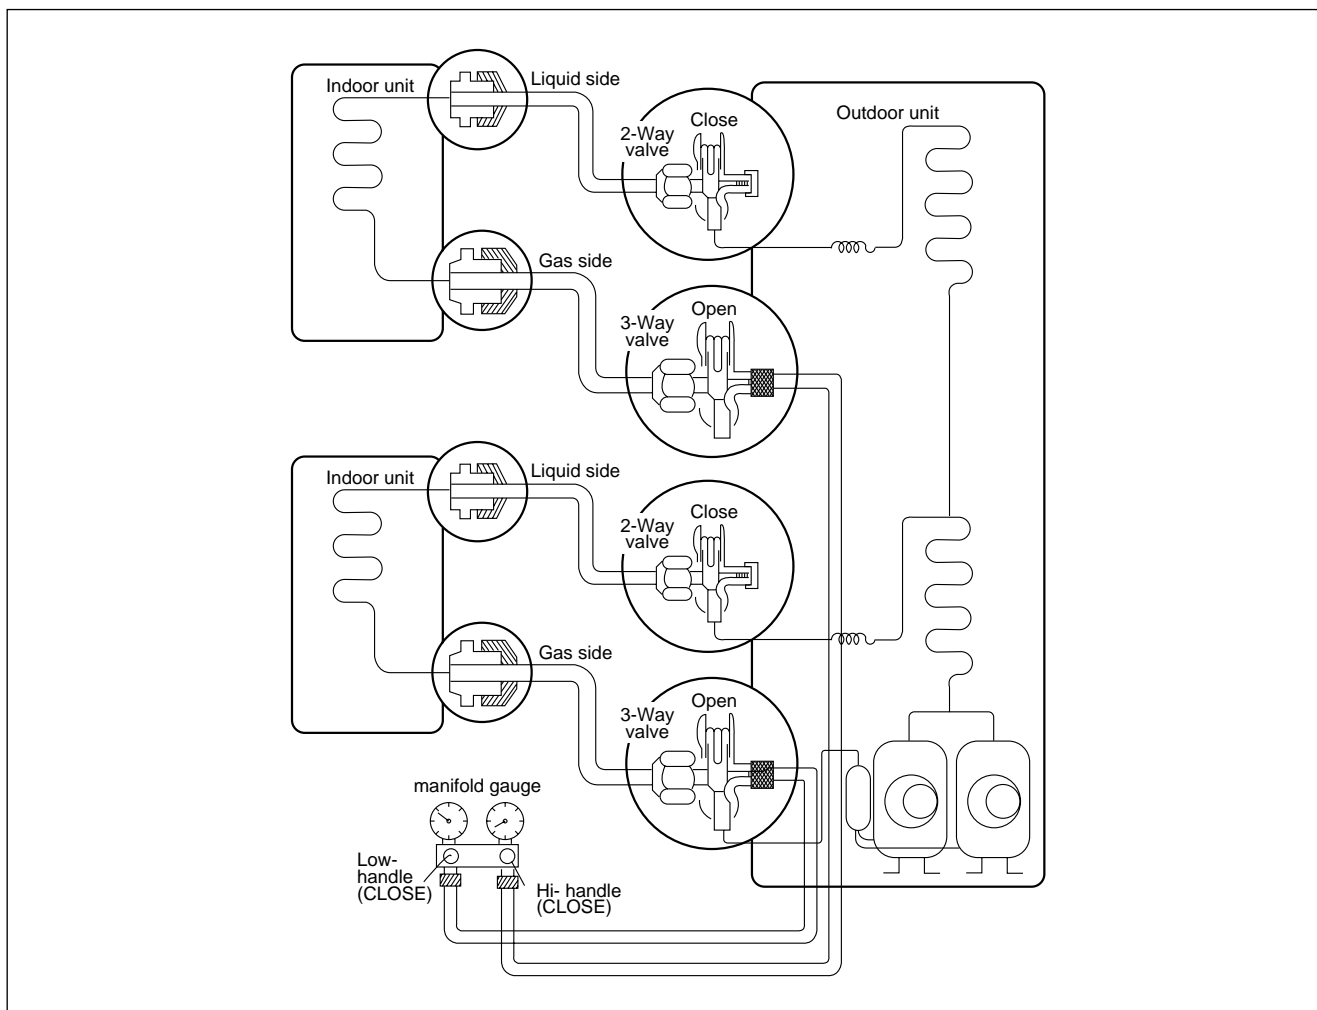 Indoor unit
Liquid side
2-Way
valve
Close
Outdoor unit
Gas side
3-Way
valve
Open
Indoor unit
Liquid side
2-Way
valve
Close
Gas side
3-Way
valve
Open
manifold gauge
Low-
handle
(CLOSE)
Hi- handle
(CLOSE)